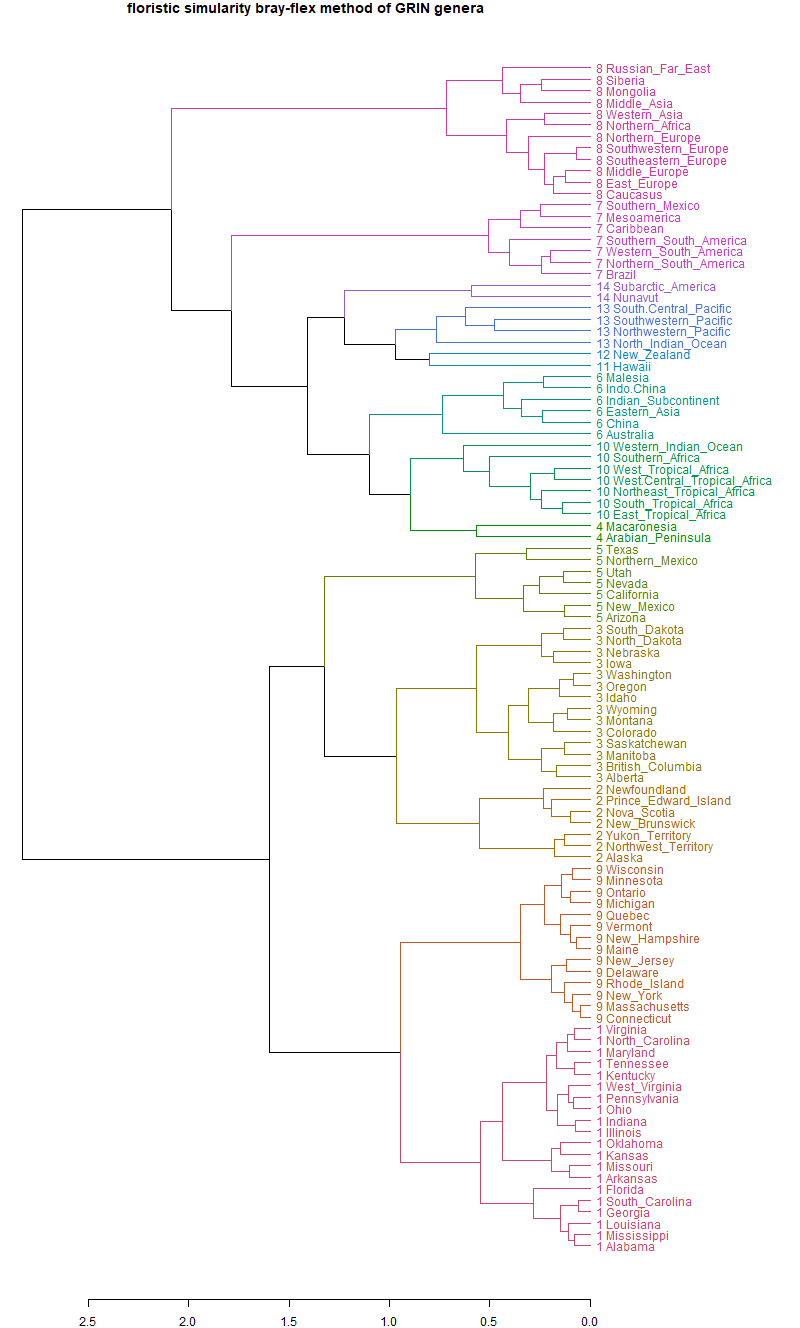 floristic simularity bray-flex method of GRIN genera
8 Russian_Far_East
8 Siberia
8 Mongolia
8 Middle_Asia
8 Western_Asia
8 Northern_Africa
8 Northern_Europe
8 Southwestern_Europe
8 Southeastern_Europe
8 Middle_Europe
8 East_Europe
8 Caucasus
7 Southern_Mexico
7 Mesoamerica
7 Caribbean
7 Southern_South_America
7 Western_South_America
7 Northern_South_America
7 Brazil
14 Subarctic_America
14 Nunavut
13 South.Central_Pacific
13 Southwestern_Pacific
13 Northwestern_Pacific
13 North_Indian_Ocean
12 New_Zealand
11 Hawaii
6 Malesia
6 Indo.China
6 Indian_Subcontinent
6 Eastern_Asia
6 China
6 Australia
10 Western_Indian_Ocean
10 Southern_Africa
10 West_Tropical_Africa
10 West.Central_Tropical_Africa
10 Northeast_Tropical_Africa
10 South_Tropical_Africa
10 East_Tropical_Africa
4 Macaronesia
4 Arabian_Peninsula
5 Texas
5 Northern_Mexico
5 Utah
5 Nevada
5 California
5 New_Mexico
5 Arizona
3 South_Dakota
3 North_Dakota
3 Nebraska
3 Iowa
3 Washington
3 Oregon
3 Idaho
3 Wyoming
3 Montana
3 Colorado
3 Saskatchewan
3 Manitoba
3 British_Columbia
3 Alberta
2 Newfoundland
2 Prince_Edward_Island
2 Nova_Scotia
2 New_Brunswick
2 Yukon_Territory
2 Northwest_Territory
2 Alaska
9 Wisconsin
9 Minnesota
9 Ontario
9 Michigan
9 Quebec
9 Vermont
9 New_Hampshire
9 Maine
9 New_Jersey
9 Delaware
9 Rhode_Island
9 New_York
9 Massachusetts
9 Connecticut
1 Virginia
1 North_Carolina
1 Maryland
1 Tennessee
1 Kentucky
1 West_Virginia
1 Pennsylvania
1 Ohio
1 Indiana
1 Illinois
1 Oklahoma
1 Kansas
1 Missouri
1 Arkansas
1 Florida
1 South_Carolina
1 Georgia
1 Louisiana
1 Mississippi
1 Alabama
2.5 2.0 1.5 1.0 0.5 0.0